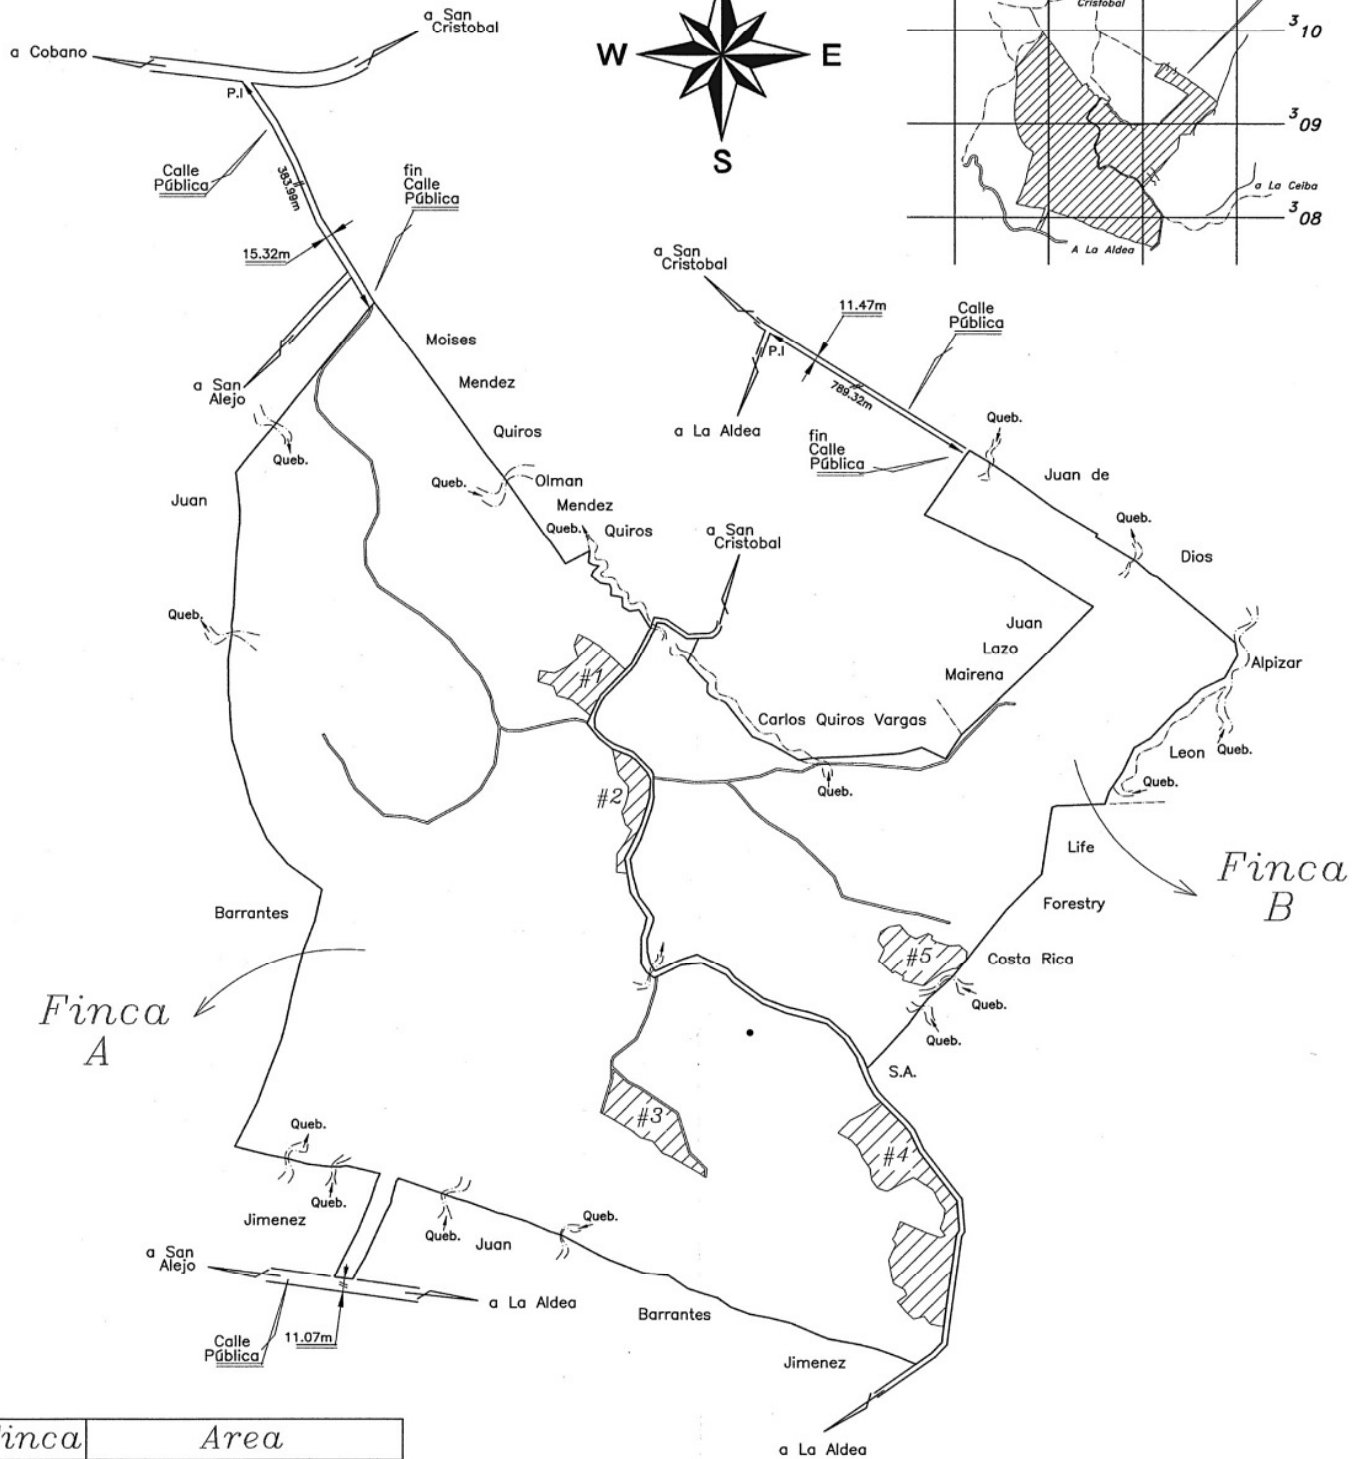 a San
Cristobal
a Cobano
P.I
Calle
Pública
383.99m
fin
Calle
Pública
15.32m
a San
Alejo
W
E
S
Cristobal
3 10
3 09
3 08
a La Ceiba
A La Aldea
a San
Cristobal
11.47m
Calle
Pública
P.I
789.32m
a La Aldea
fin
Calle
Pública
Moises
Mendez
Quiros
Olman
Mendez
Quiros
Queb.
Queb.
Queb.
a San
Cristobal
Queb.
Juan de
Queb.
Dios
Alpizar
Leon
Queb.
Queb.
Juan
Queb.
Juan
Lazo
Mairena
Carlos Quiros Vargas
Queb.
#1
#2
Life
Forestry
Costa Rica
S.A.
Finca
B
Barrantes
Finca
A
#5
Queb.
Queb.
#3
#4
Queb.
Queb.
Jimenez
Queb.
Juan
Queb.
a San
Alejo
a La Aldea
Calle
Pública
11.07m
Barrantes
Jimenez
a La Aldea
inca
Area